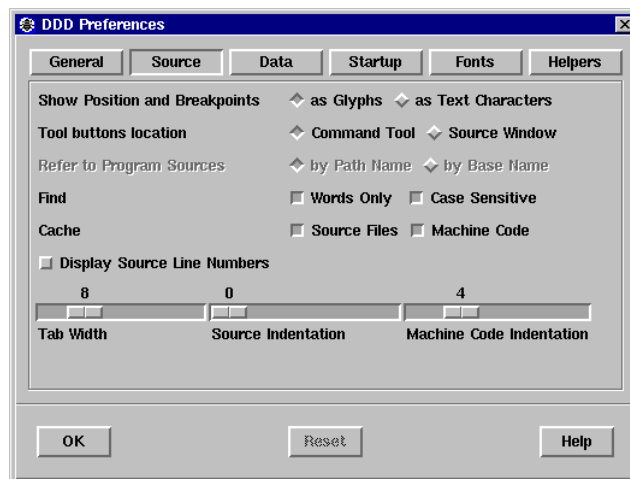 DDD Preferences
General Source Data Startup Fonts Helpers
Show Position and Breakpoints as Glyphs as Text Characters
Tool buttons location Command Tool Source Window
Refer to Program Sources by Path Name by Base Name
Find Words Only Case Sensitive
Cache Source Files Machine Code
Display Source Line Numbers
8 0 4
Tab Width Source Indentation Machine Code Indentation
OK Reset Help